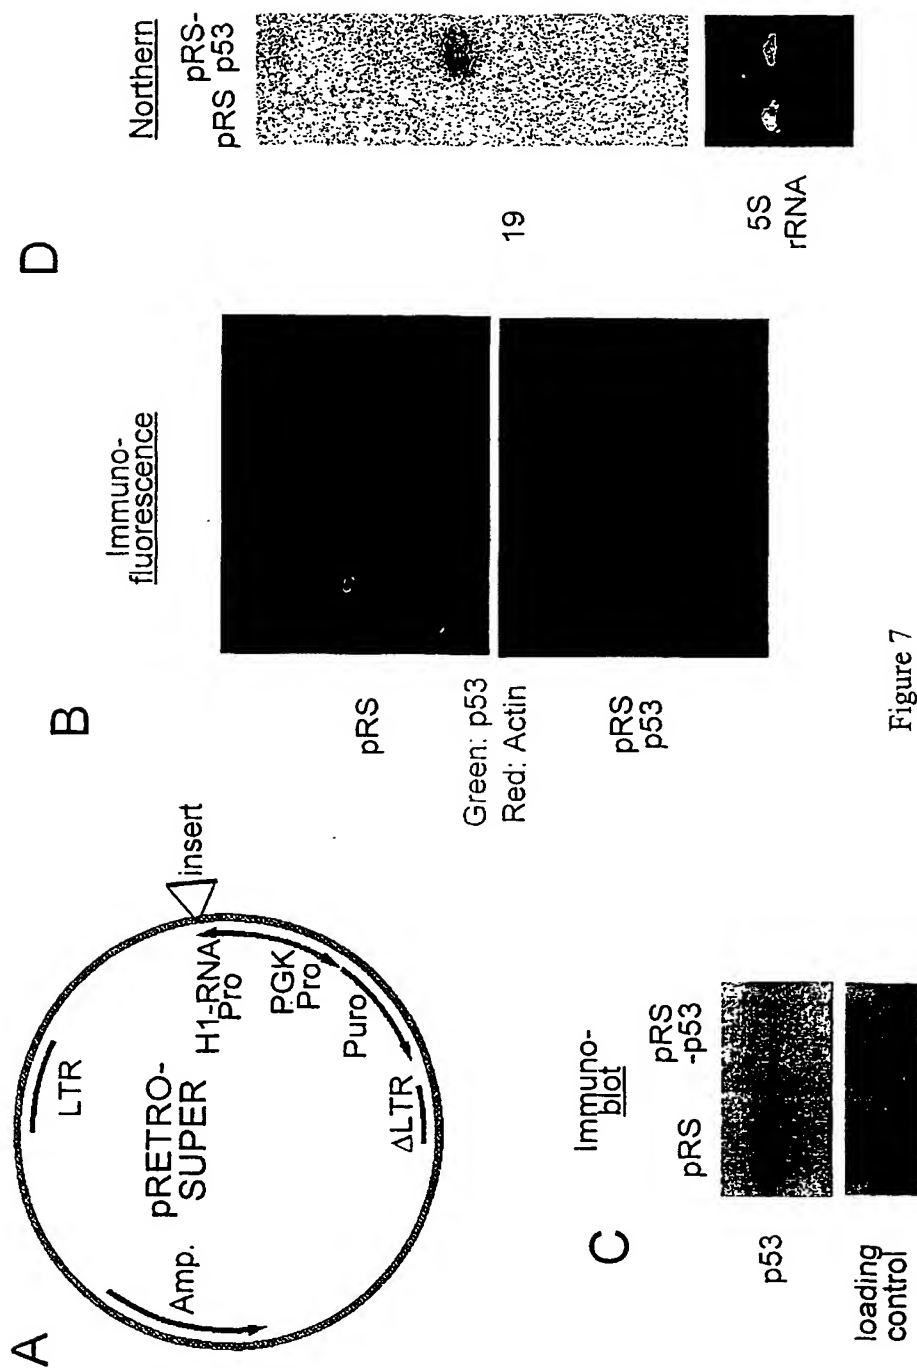 A
LTR
Amp.
pRETRO-
SUPER
H1-RNA
Pro
insert
PGK
Pro
Puro
ΔLTR
B
Immuno-
fluorescence
pRS
Green: p53
Red: Actin
pRS
p53
C
Immuno-
blot
pRS
pRS
-p53
p53
loading
control
D
Northern
pRS
pRS-
p53
19
5S
rRNA
Figure 7